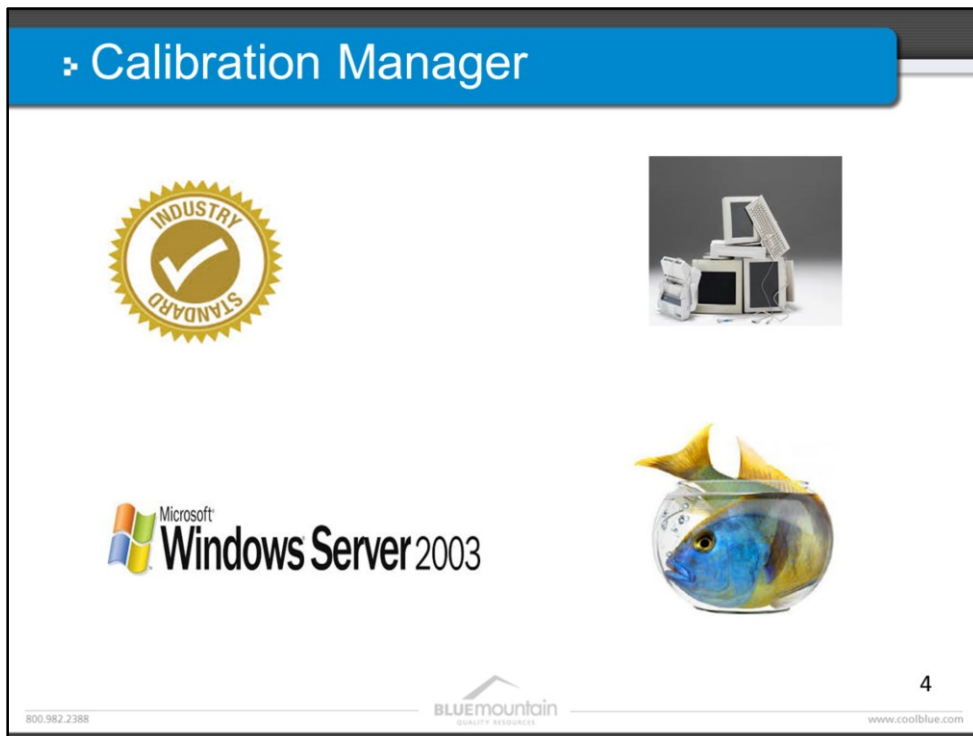 Calibration Manager
INDUSTRY
STANDARD
Microsoft
Windows Server 2003
4
800.982.2388
BLUEmountain
QUALITY RESOURCES
www.coolblue.com